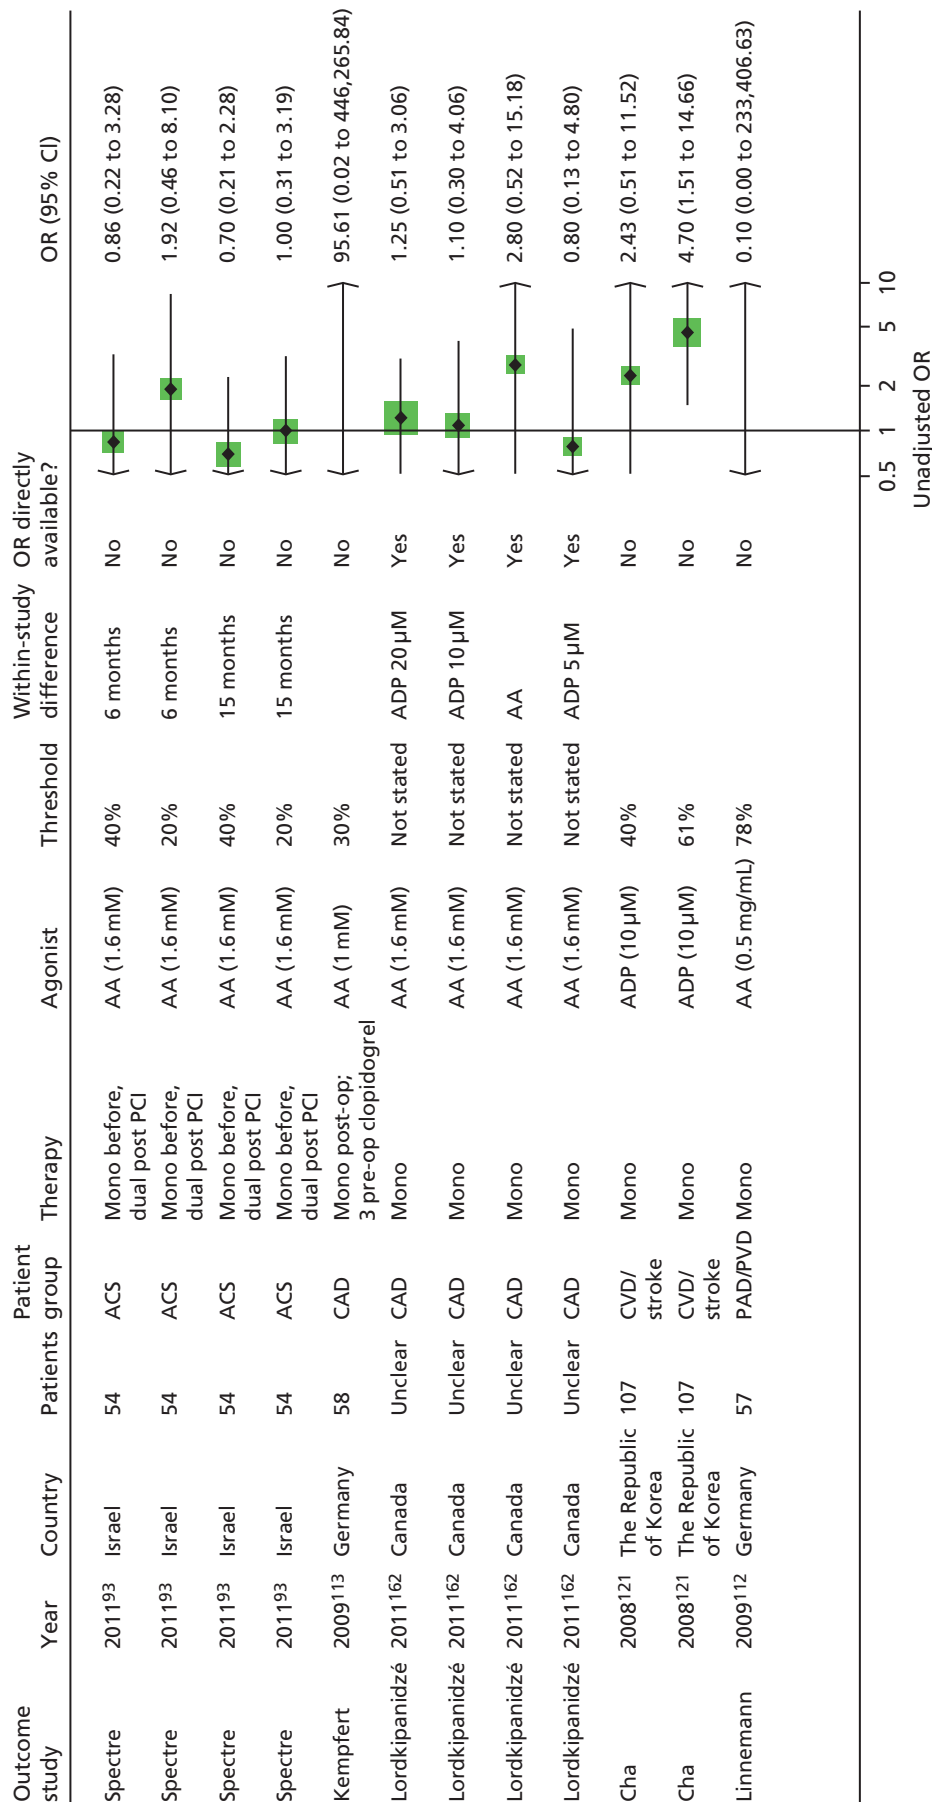 Outcome study Year Country Patients Patient group Therapy Agonist Threshold Within-study difference OR directly available? OR (95% CI)
Spectre 2011⁹³ Israel 54 ACS Mono before, dual post PCI AA (1.6 mM) 40% 6 months No 0.86 (0.22 to 3.28)
Spectre 2011⁹³ Israel 54 ACS Mono before, dual post PCI AA (1.6 mM) 20% 6 months No 1.92 (0.46 to 8.10)
Spectre 2011⁹³ Israel 54 ACS Mono before, dual post PCI AA (1.6 mM) 40% 15 months No 0.70 (0.21 to 2.28)
Spectre 2011⁹³ Israel 54 ACS Mono before, dual post PCI AA (1.6 mM) 20% 15 months No 1.00 (0.31 to 3.19)
Kempfert 2009¹¹³ Germany 58 CAD Mono post-op; 3 pre-op clopidogrel AA (1 mM) 30% No 95.61 (0.02 to 446,265.84)
Lordkipanidzé 2011¹⁶² Canada Unclear CAD Mono AA (1.6 mM) Not stated ADP 20 µM Yes 1.25 (0.51 to 3.06)
Lordkipanidzé 2011¹⁶² Canada Unclear CAD Mono AA (1.6 mM) Not stated ADP 10 µM Yes 1.10 (0.30 to 4.06)
Lordkipanidzé 2011¹⁶² Canada Unclear CAD Mono AA (1.6 mM) Not stated AA Yes 2.80 (0.52 to 15.18)
Lordkipanidzé 2011¹⁶² Canada Unclear CAD Mono AA (1.6 mM) Not stated ADP 5 µM Yes 0.80 (0.13 to 4.80)
Cha 2008¹²¹ The Republic of Korea 107 CVD/ stroke Mono ADP (10 µM) 40% No 2.43 (0.51 to 11.52)
Cha 2008¹²¹ The Republic of Korea 107 CVD/ stroke Mono ADP (10 µM) 61% No 4.70 (1.51 to 14.66)
Linnemann 2009¹¹² Germany 57 PAD/PVD Mono AA (0.5 mg/mL) 78% No 0.10 (0.00 to 233,406.63)
0.5 1 2 5 10
Unadjusted OR